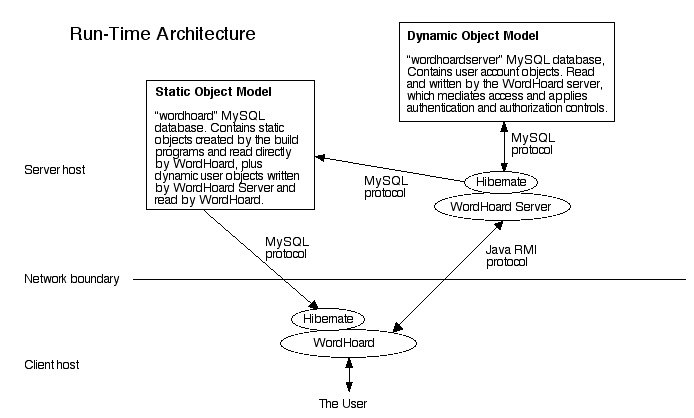 Run-Time Architecture
Dynamic Object Model
"wordhoardserver" MySQL database,
Contains user account objects. Read
and written by the WordHoard server,
which mediates access and applies
authentication and authorization controls.
Static Object Model
"wordhoard" MySQL
database. Contains static
objects created by the build
programs and read directly
by WordHoard, plus
dynamic user objects written
by WordHoard Server and
read by WordHoard.
MySQL
protocol
Server host
MySQL
protocol
Hibernate
WordHoard Server
MySQL
protocol
Java RMI
protocol
Network boundary
Hibernate
WordHoard
Client host
The User